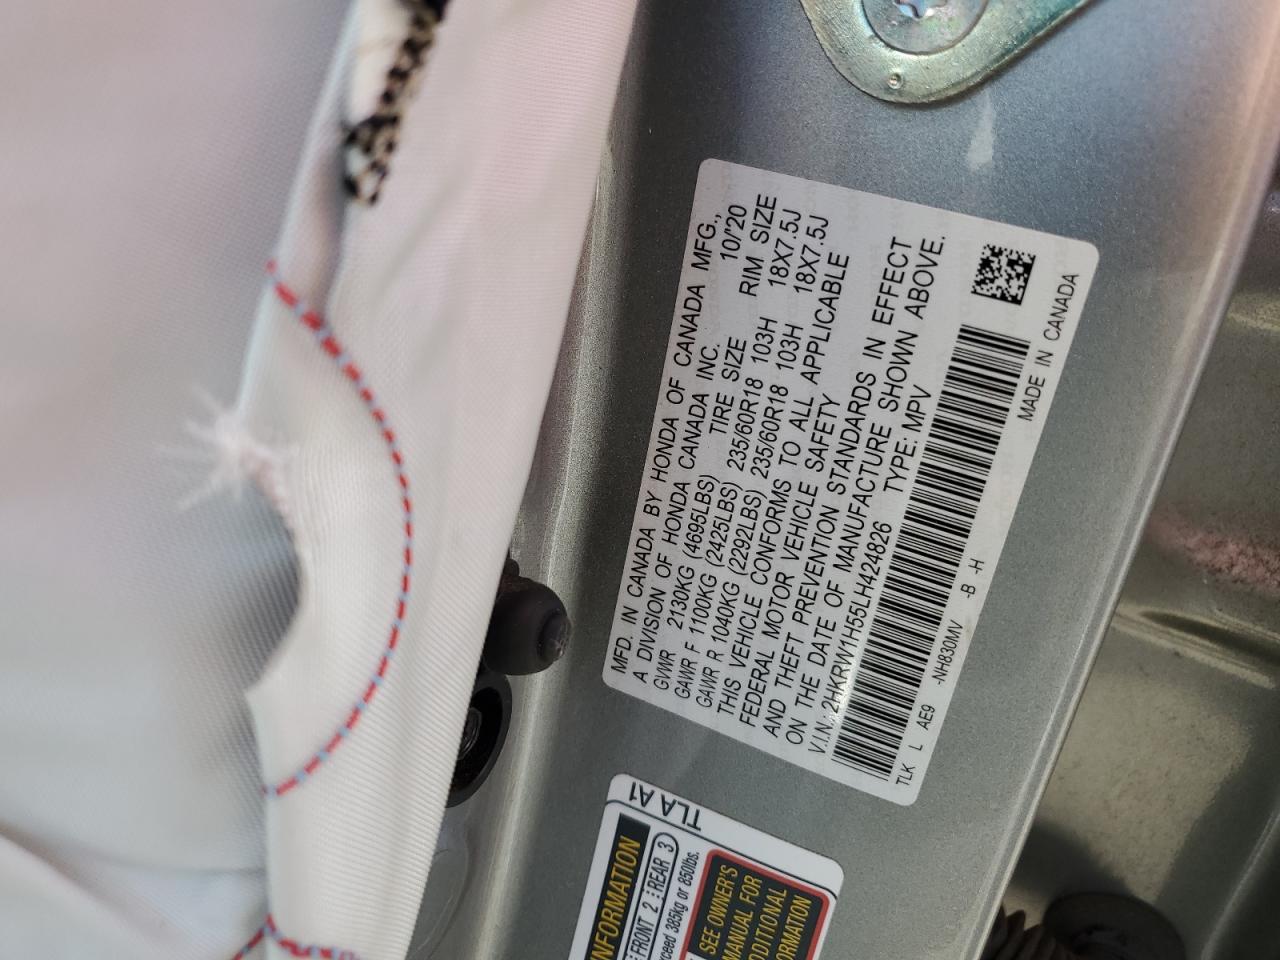 MFD. IN CANADA BY HONDA OF CANADA MFG.,
A DIVISION OF HONDA CANADA INC. 10/'20
GVWR 2130KG (4695LBS) TIRE SIZE RIM SIZE
GAWR F 1100KG (2425LBS) 235/60R18 103H 18X7.5J
GAWR R 1040KG (2292LBS) 235/60R18 103H 18X7.5J
THIS VEHICLE CONFORMS TO ALL APPLICABLE
FEDERAL MOTOR VEHICLE SAFETY
AND THEFT PREVENTION STANDARDS IN EFFECT
ON THE DATE OF MANUFACTURE SHOWN ABOVE.
V.I.N.: 2HKRW1H55LH424826 TYPE: MPV
TLK L AE9 -NH830MV -B -H
MADE IN CANADA
TLA A1
INFORMATION
FRONT 2 REAR 3
exceed 385kg or 850lbs.
SEE OWNER'S
MANUAL FOR